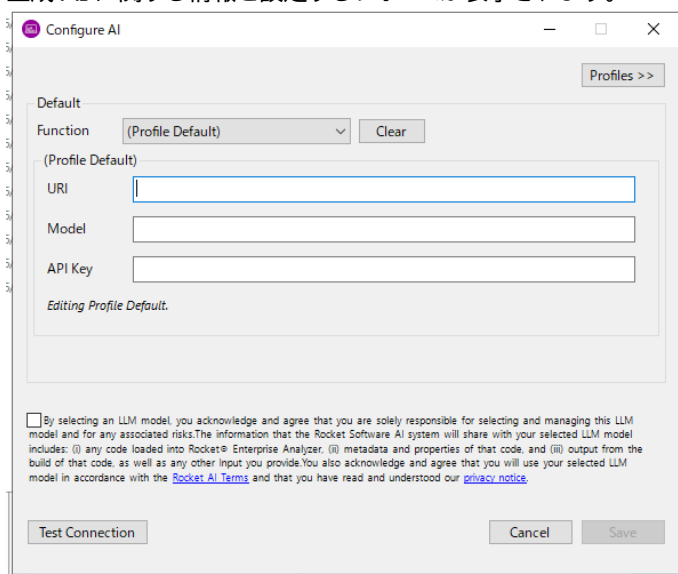 Configure AI
Profiles >>
Default
Function (Profile Default) Clear
(Profile Default)
URI
Model
API Key
Editing Profile Default.
By selecting an LLM model, you acknowledge and agree that you are solely responsible for selecting and managing this LLM
model and for any associated risks.The information that the Rocket Software AI system will share with your selected LLM model
includes: (i) any code loaded into Rocket® Enterprise Analyzer, (ii) metadata and properties of that code, and (iii) output from the
build of that code, as well as any other Input you provide.You also acknowledge and agree that you will use your selected LLM
model in accordance with the Rocket AI Terms and that you have read and understood our privacy notice.
Test Connection Cancel Save